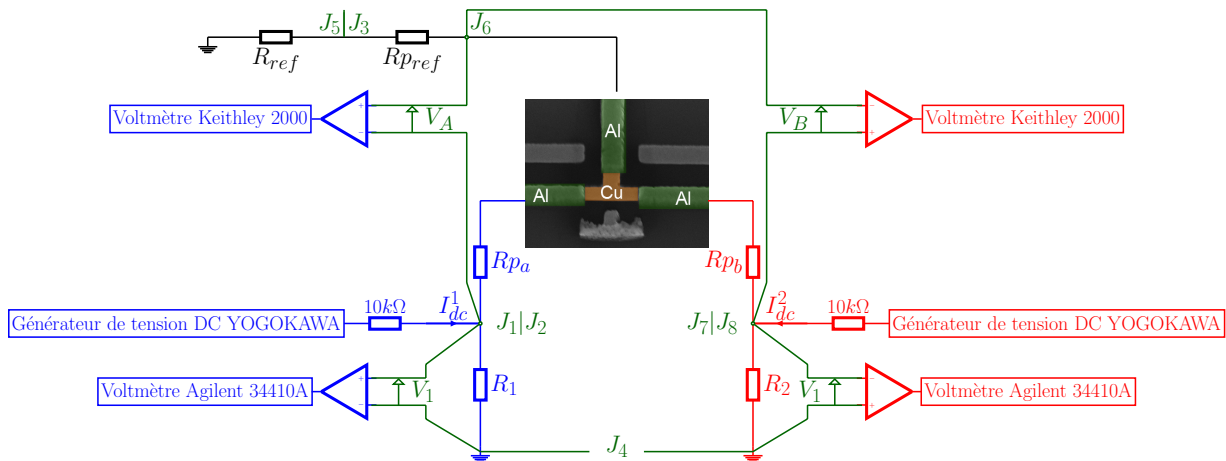 J5|J3
J6
Rref
Rpref
Voltmètre Keithley 2000
+
−
VA
VB
−
+
Voltmètre Keithley 2000
Al
Al
Cu
Al
Rpa
Rpb
Générateur de tension DC YOGOKAWA
10kΩ
I1dc
J1|J2
J7|J8
I2dc
10kΩ
Générateur de tension DC YOGOKAWA
Voltmètre Agilent 34410A
+
−
V1
R1
R2
V1
−
+
Voltmètre Agilent 34410A
J4